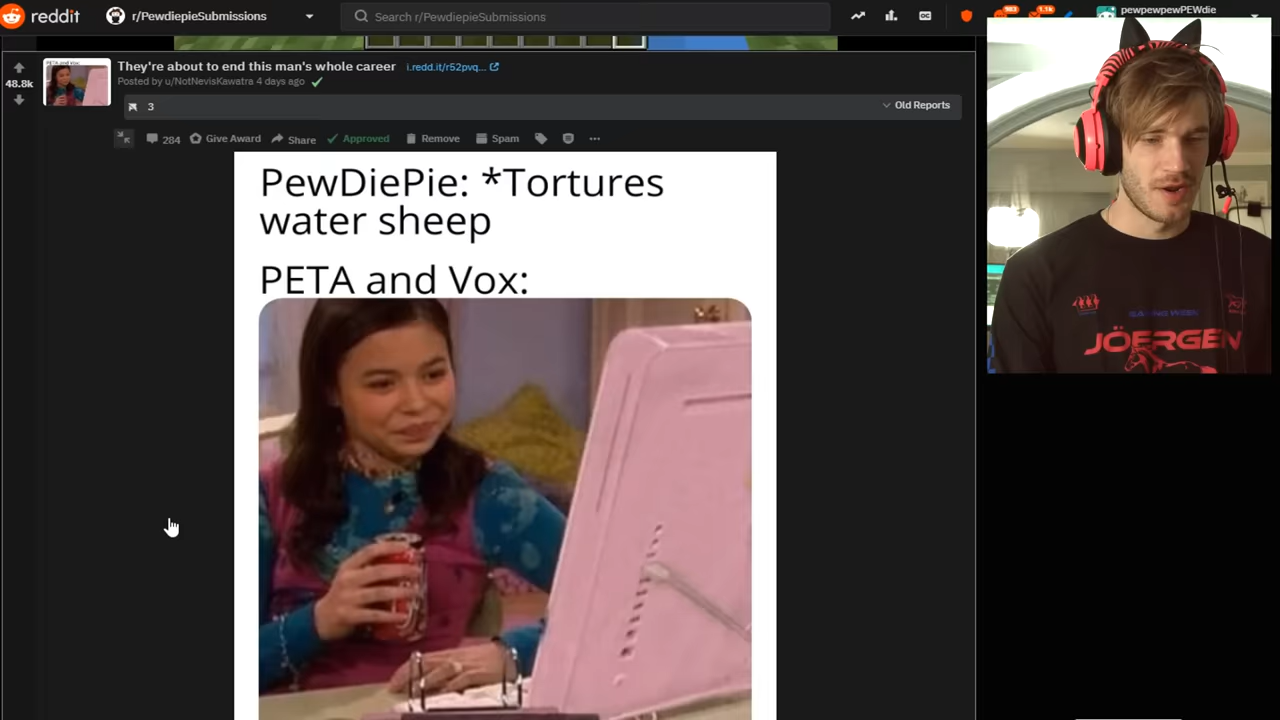 reddit
r/PewdiepieSubmissions
Search r/PewdiepieSubmissions
pewpewpewPEWdie
They're about to end this man's whole career
i.redd.it/r52pvq...
48.8k
Posted by u/NotNevisKawatra 4 days ago
3
Old Reports
284
Give Award
Share
Approved
Remove
Spam
PewDiePie: *Tortures
water sheep
PETA and Vox:
JÖERGEN